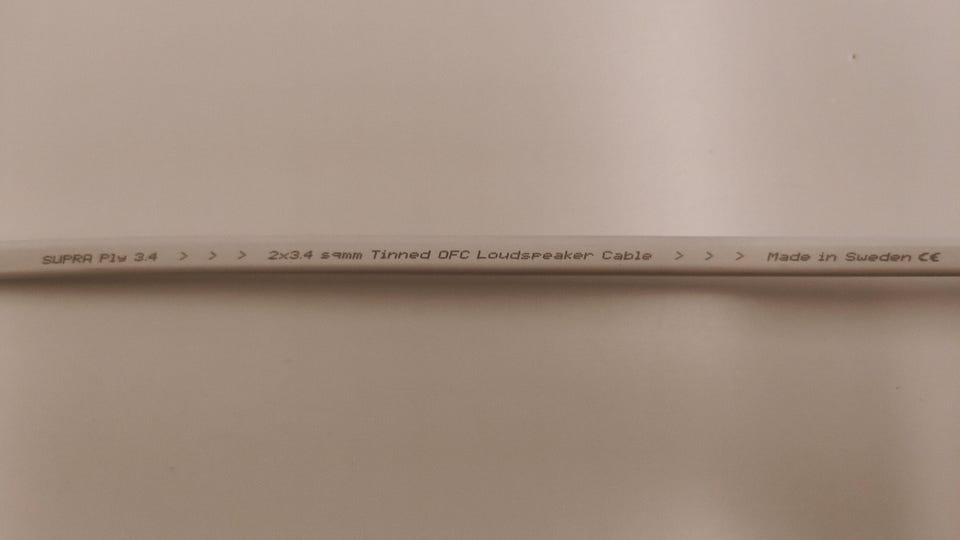 SUPRA Ply 3.4 > > > 2x3.4 sqmm Tinned OFC Loudspeaker Cable > > > Made in Sweden CE